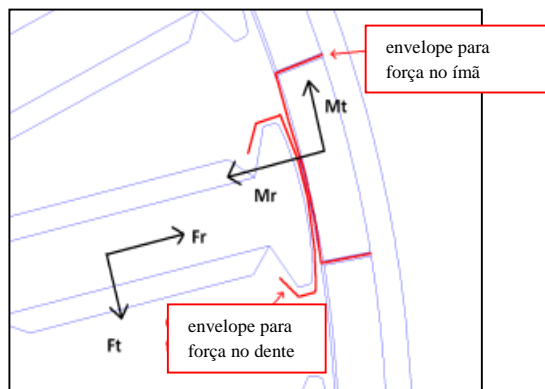 envelope para
força no ímã
Mt
Mr
Fr
Ft
envelope para
força no dente